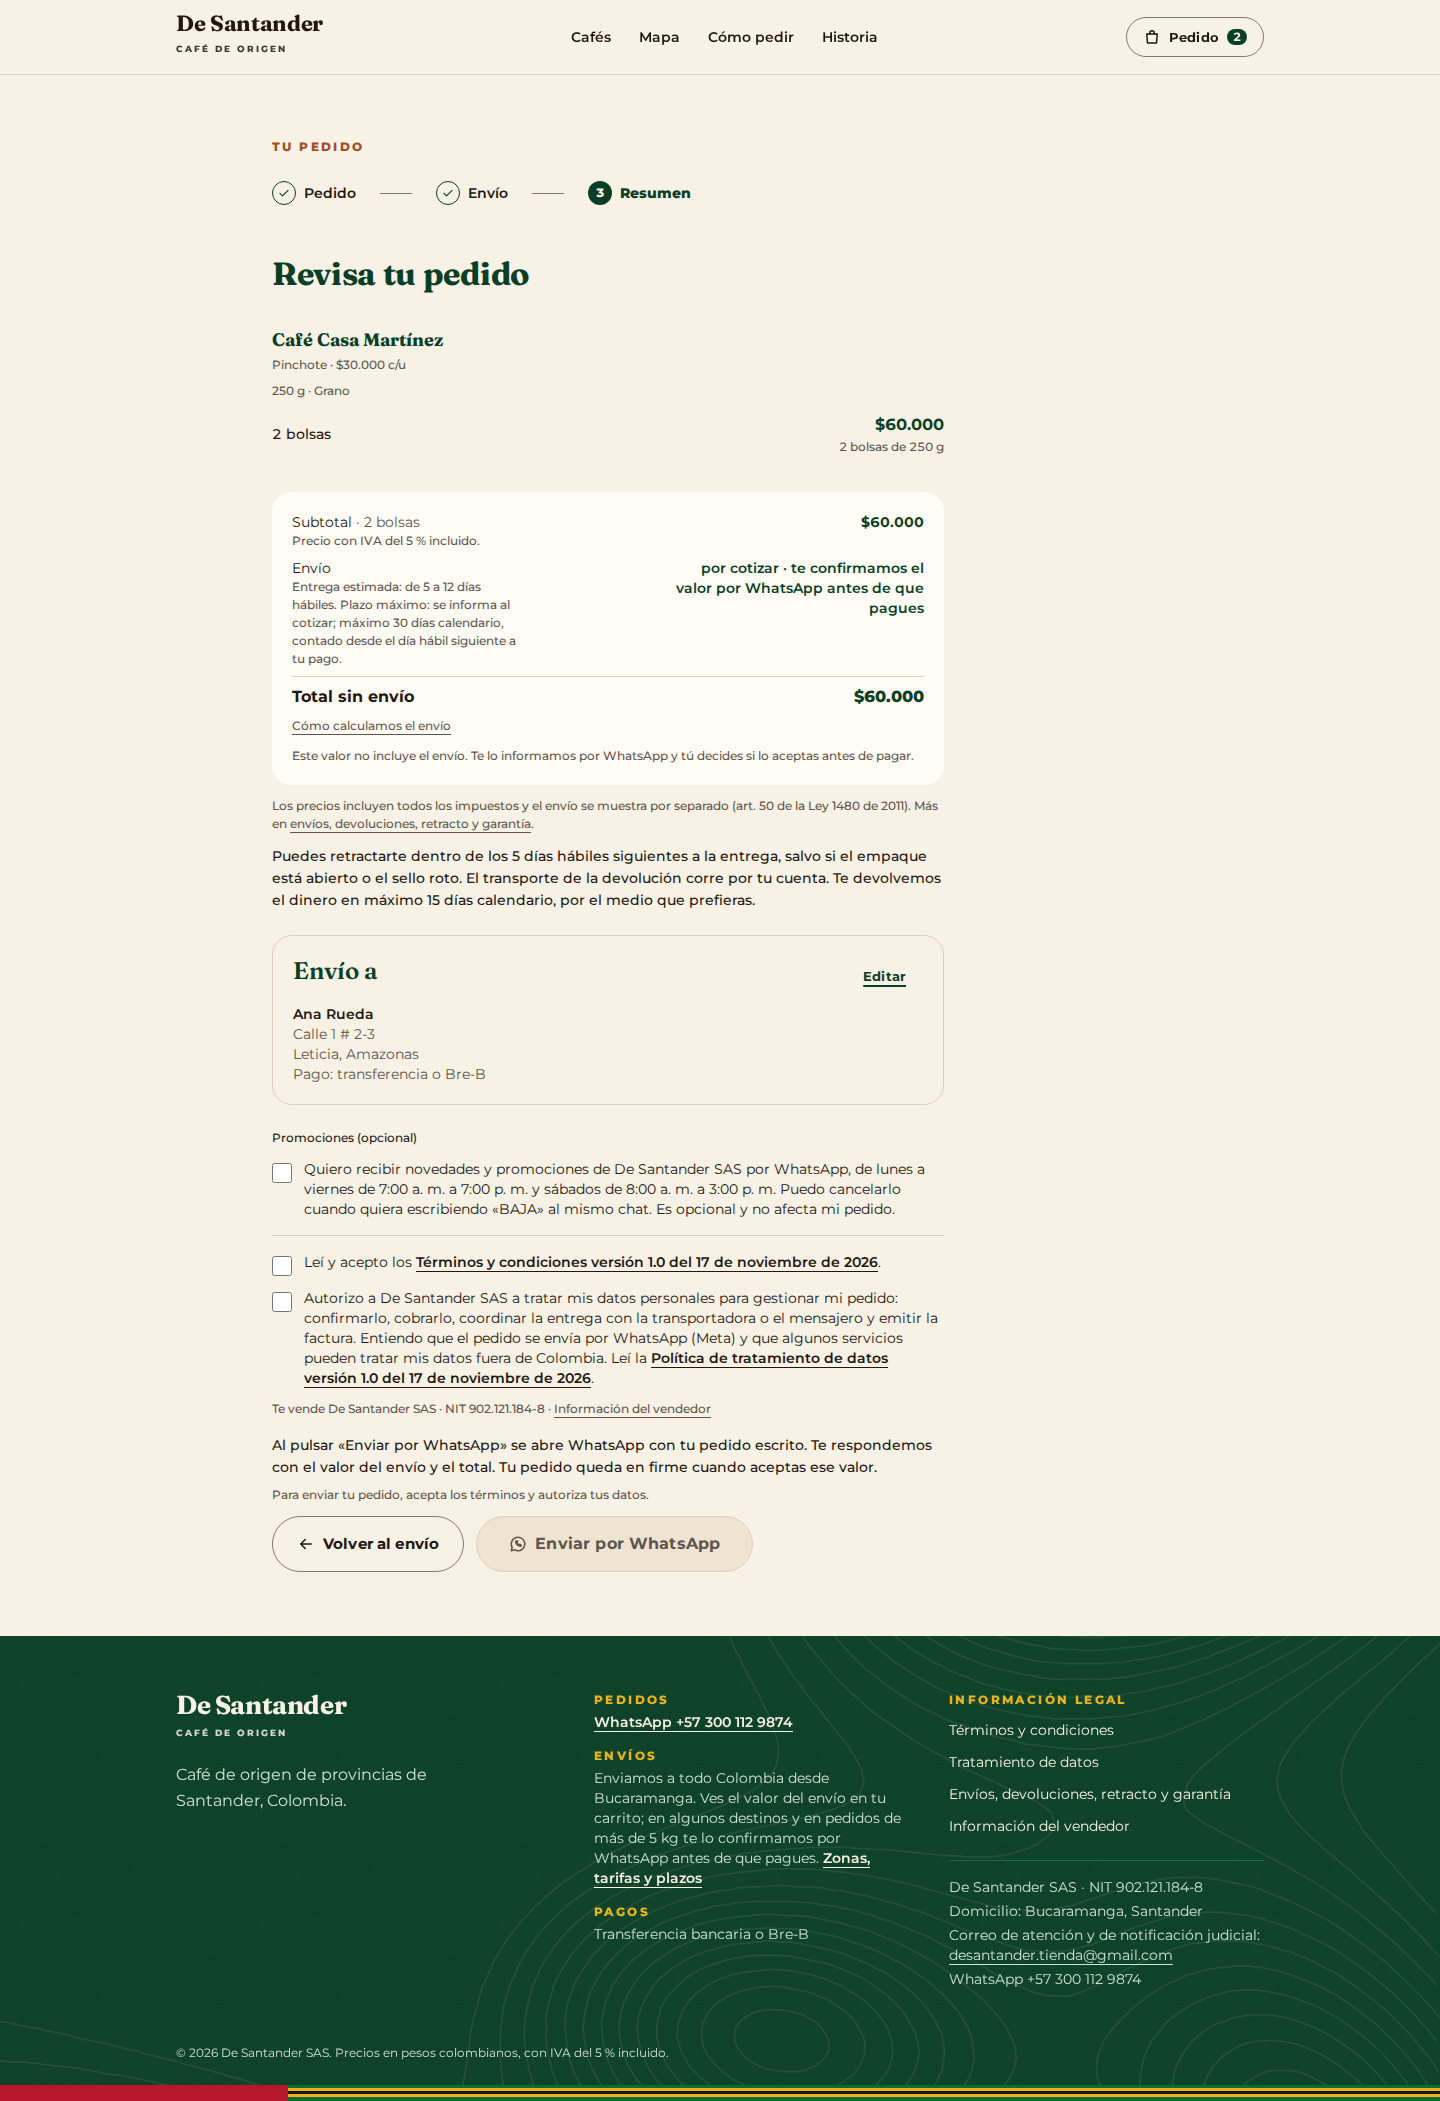 De Santander
CAFÉ DE ORIGEN
Cafés
Mapa
Cómo pedir
Historia
Pedido 2
TU PEDIDO
Pedido
Envío
3 Resumen
Revisa tu pedido
Café Casa Martínez
Pinchote · $30.000 c/u
250 g · Grano
2 bolsas
$60.000
2 bolsas de 250 g
Subtotal · 2 bolsas
$60.000
Precio con IVA del 5 % incluido.
Envío
Entrega estimada: de 5 a 12 días
hábiles. Plazo máximo: se informa al
cotizar; máximo 30 días calendario,
contado desde el día hábil siguiente a
tu pago.
por cotizar · te confirmamos el
valor por WhatsApp antes de que
pagues
Total sin envío
$60.000
Cómo calculamos el envío
Este valor no incluye el envío. Te lo informamos por WhatsApp y tú decides si lo aceptas antes de pagar.
Los precios incluyen todos los impuestos y el envío se muestra por separado (art. 50 de la Ley 1480 de 2011). Más
en envíos, devoluciones, retracto y garantía.
Puedes retractarte dentro de los 5 días hábiles siguientes a la entrega, salvo si el empaque
está abierto o el sello roto. El transporte de la devolución corre por tu cuenta. Te devolvemos
el dinero en máximo 15 días calendario, por el medio que prefieras.
Envío a
Editar
Ana Rueda
Calle 1 # 2-3
Leticia, Amazonas
Pago: transferencia o Bre-B
Promociones (opcional)
Quiero recibir novedades y promociones de De Santander SAS por WhatsApp, de lunes a
viernes de 7:00 a. m. a 7:00 p. m. y sábados de 8:00 a. m. a 3:00 p. m. Puedo cancelarlo
cuando quiera escribiendo «BAJA» al mismo chat. Es opcional y no afecta mi pedido.
Leí y acepto los Términos y condiciones versión 1.0 del 17 de noviembre de 2026.
Autorizo a De Santander SAS a tratar mis datos personales para gestionar mi pedido:
confirmarlo, cobrarlo, coordinar la entrega con la transportadora o el mensajero y emitir la
factura. Entiendo que el pedido se envía por WhatsApp (Meta) y que algunos servicios
pueden tratar mis datos fuera de Colombia. Leí la Política de tratamiento de datos
versión 1.0 del 17 de noviembre de 2026.
Te vende De Santander SAS · NIT 902.121.184-8 · Información del vendedor
Al pulsar «Enviar por WhatsApp» se abre WhatsApp con tu pedido escrito. Te respondemos
con el valor del envío y el total. Tu pedido queda en firme cuando aceptas ese valor.
Para enviar tu pedido, acepta los términos y autoriza tus datos.
Volver al envío
Enviar por WhatsApp
De Santander
CAFÉ DE ORIGEN
Café de origen de provincias de
Santander, Colombia.
PEDIDOS
WhatsApp +57 300 112 9874
ENVÍOS
Enviamos a todo Colombia desde
Bucaramanga. Ves el valor del envío en tu
carrito; en algunos destinos y en pedidos de
más de 5 kg te lo confirmamos por
WhatsApp antes de que pagues. Zonas,
tarifas y plazos
PAGOS
Transferencia bancaria o Bre-B
INFORMACIÓN LEGAL
Términos y condiciones
Tratamiento de datos
Envíos, devoluciones, retracto y garantía
Información del vendedor
De Santander SAS · NIT 902.121.184-8
Domicilio: Bucaramanga, Santander
Correo de atención y de notificación judicial:
desantander.tienda@gmail.com
WhatsApp +57 300 112 9874
© 2026 De Santander SAS. Precios en pesos colombianos, con IVA del 5 % incluido.